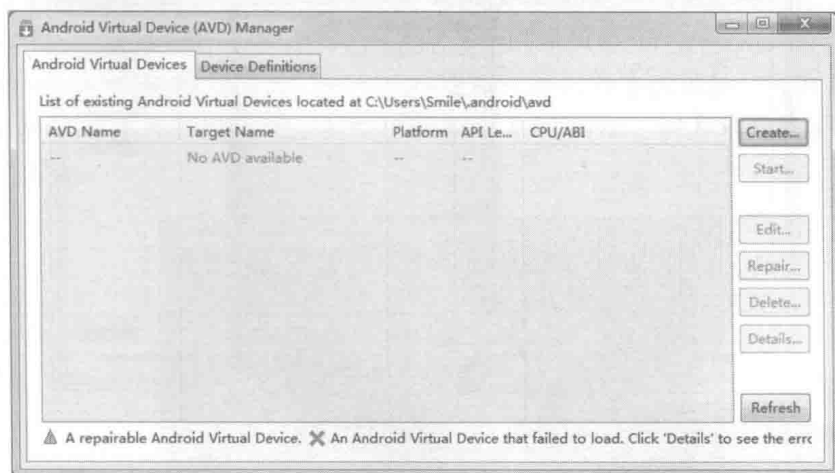 Android Virtual Device (AVD) Manager
Android Virtual Devices Device Definitions
List of existing Android Virtual Devices located at C:\Users\Smile\.android\avd
AVD Name Target Name Platform API Le... CPU/ABI
-- No AVD available -- --
Create...
Start...
Edit...
Repair...
Delete...
Details...
Refresh
A repairable Android Virtual Device. An Android Virtual Device that failed to load. Click 'Details' to see the errc